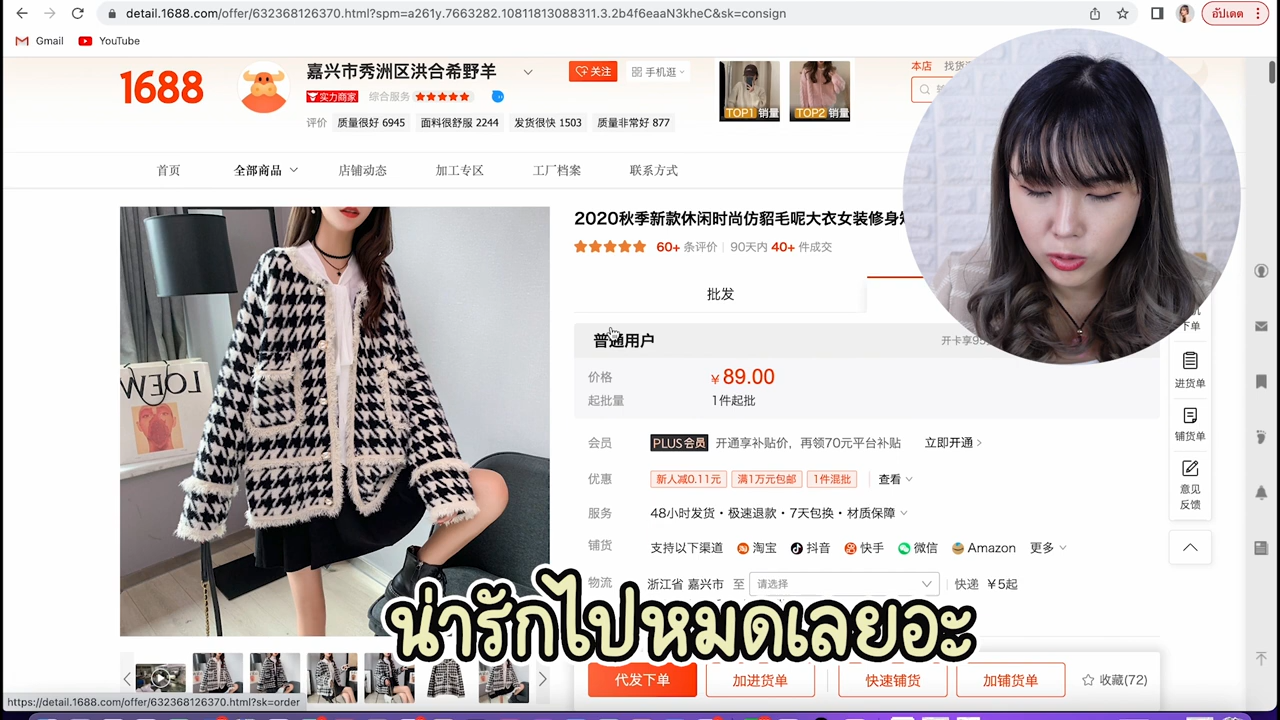 detail.1688.com/offer/632368126370.html?spm=a261y.7663282.10811813088311.3.2b4f6eaaN3kheC&sk=consign
อัปเดต
Gmail
YouTube
1688
嘉兴市秀洲区洪合希野羊
关注
手机逛
本店
实力商家
综合服务
TOP1 销量
TOP2 销量
评价
质量很好 6945
面料很舒服 2244
发货很快 1503
质量非常好 877
首页
全部商品
店铺动态
加工专区
工厂档案
联系方式
2020秋季新款休闲时尚仿貂毛呢大衣女装修身
60+ 条评价
90天内 40+ 件成交
批发
普通用户
价格
¥ 89.00
起批量
1件起批
下单
进货单
铺货单
意见
反馈
会员
PLUS会员
开通享补贴价，再领70元平台补贴
立即开通
优惠
新人减0.11元
满1万元包邮
1件混批
查看
服务
48小时发货・极速退款・7天包换・材质保障
铺货
支持以下渠道
淘宝
抖音
快手
微信
Amazon
更多
物流
浙江省 嘉兴市
至
请选择
快递 ¥5起
LOEW
น่ารักไปหมดเลยอะ
代发下单
加进货单
快速铺货
加铺货单
收藏(72)
https://detail.1688.com/offer/632368126370.html?sk=order